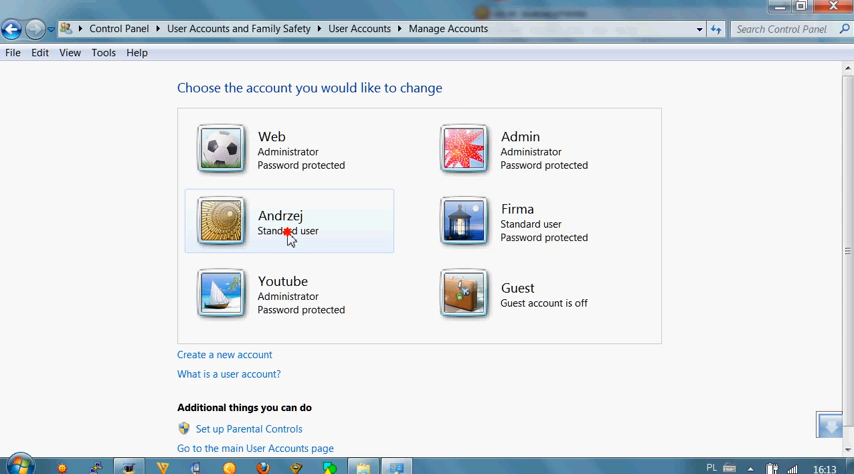 Control Panel ▸ User Accounts and Family Safety ▸ User Accounts ▸ Manage Accounts
Search Control Panel
File Edit View Tools Help
Choose the account you would like to change
Web
Administrator
Password protected
Admin
Administrator
Password protected
Andrzej
Standard user
Firma
Standard user
Password protected
Youtube
Administrator
Password protected
Guest
Guest account is off
Create a new account
What is a user account?
Additional things you can do
Set up Parental Controls
Go to the main User Accounts page
PL
16:13